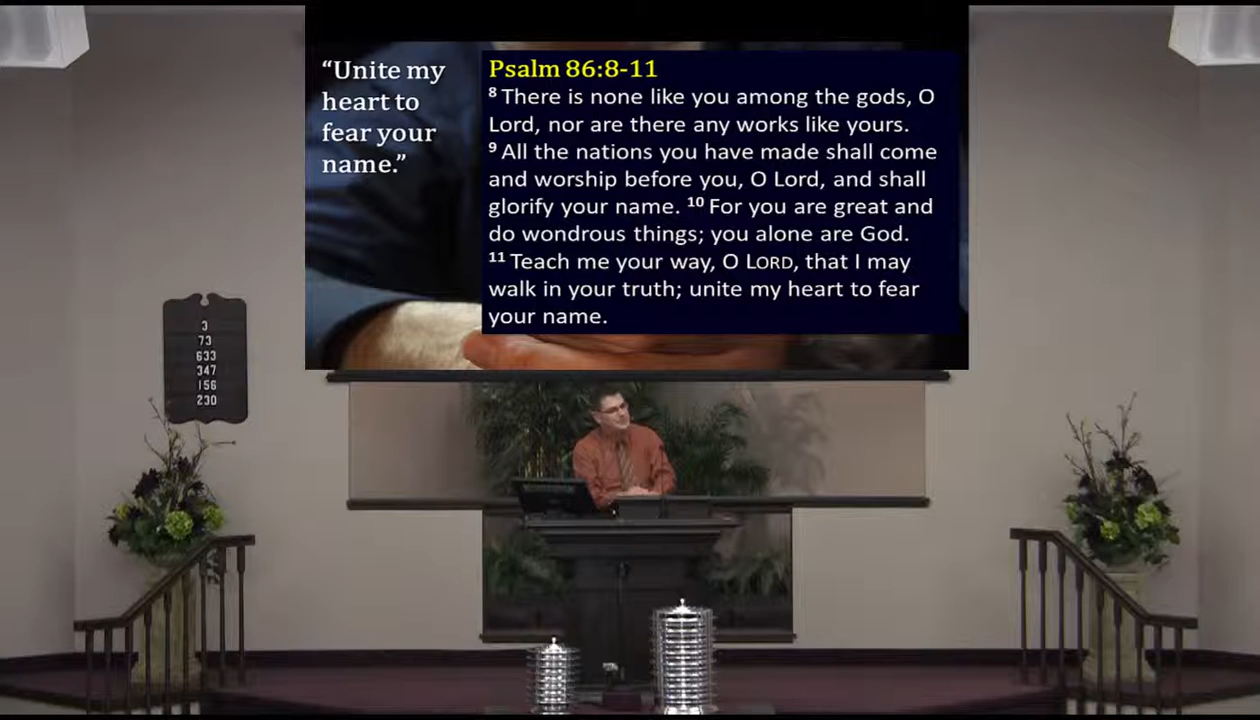 “Unite my
heart to
fear your
name.”
Psalm 86:8-11
8 There is none like you among the gods, O
Lord, nor are there any works like yours.
9 All the nations you have made shall come
and worship before you, O Lord, and shall
glorify your name. 10 For you are great and
do wondrous things; you alone are God.
11 Teach me your way, O LORD, that I may
walk in your truth; unite my heart to fear
your name.
3
73
633
347
156
230